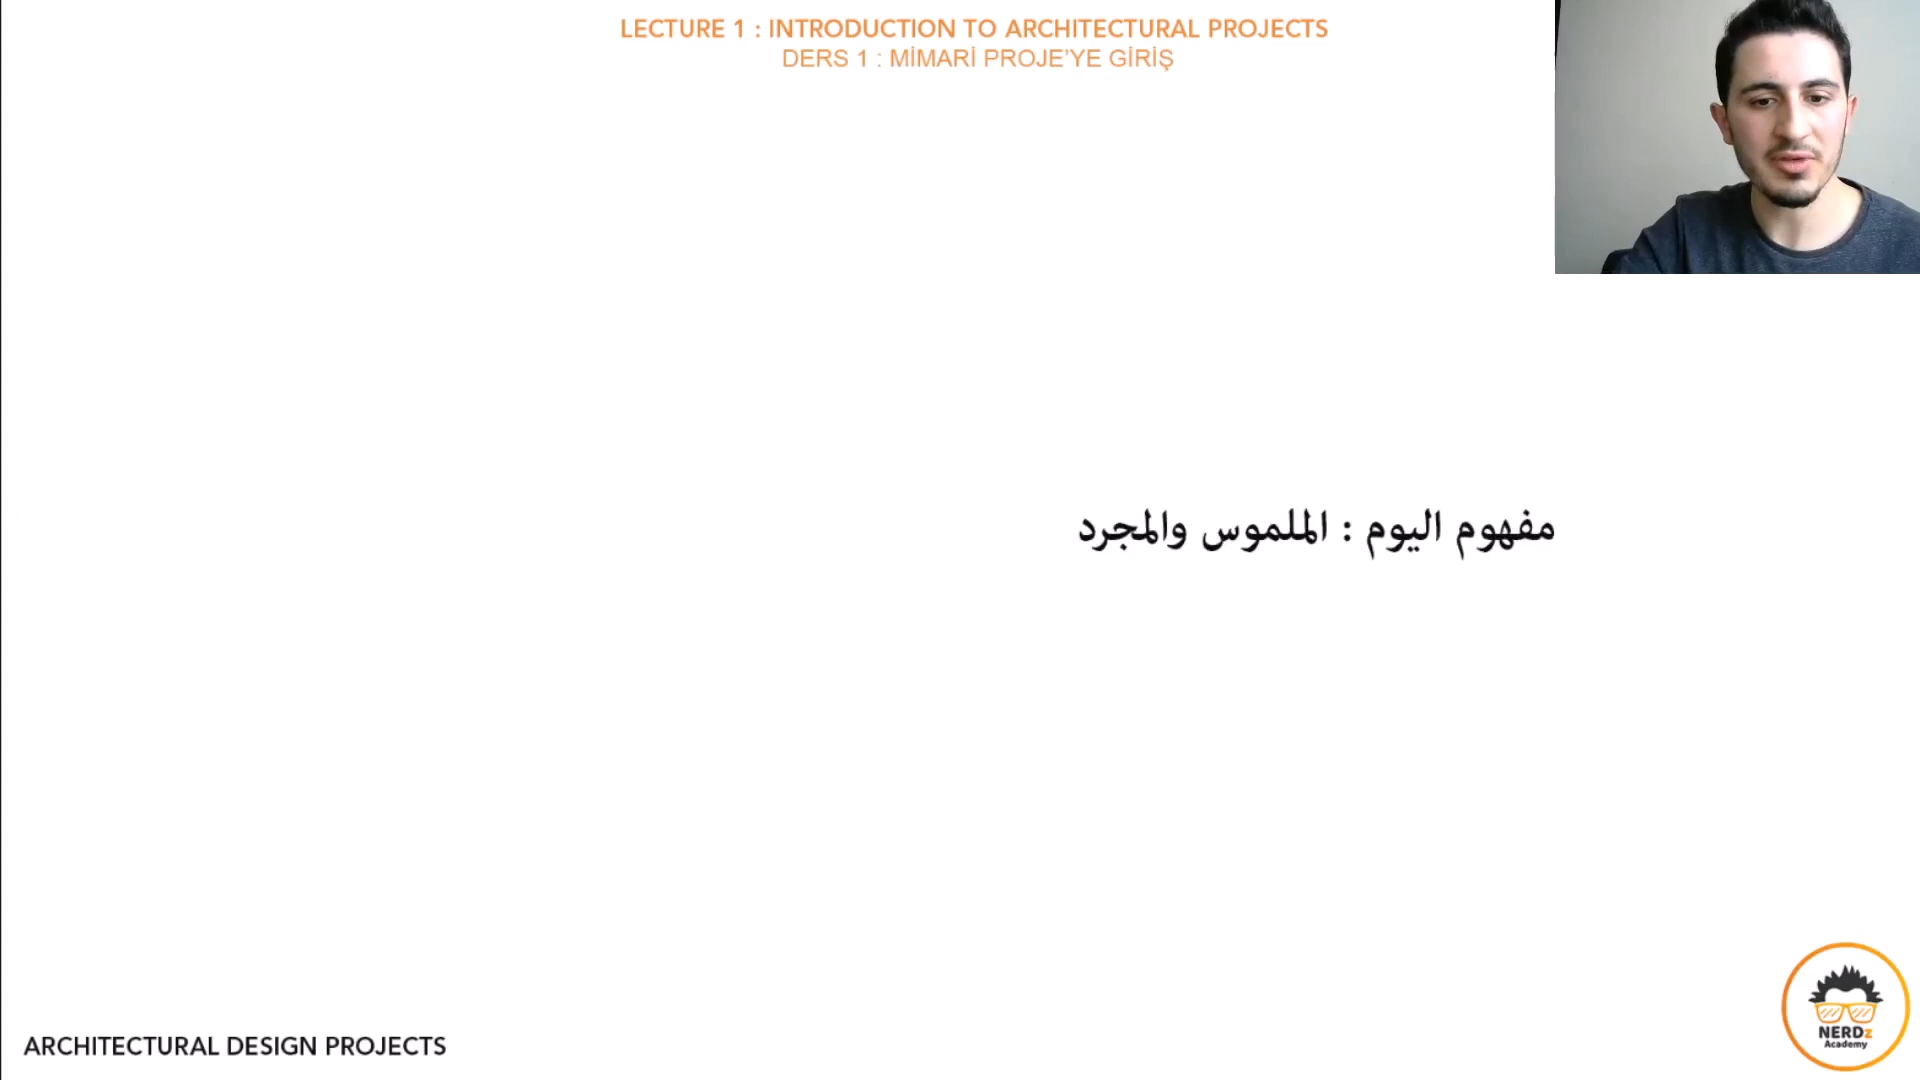 LECTURE 1 : INTRODUCTION TO ARCHITECTURAL PROJECTS
DERS 1 : MİMARİ PROJE'YE GİRİŞ
مفهوم اليوم : الملموس والمجرد
ARCHITECTURAL DESIGN PROJECTS
NERDz
Academy